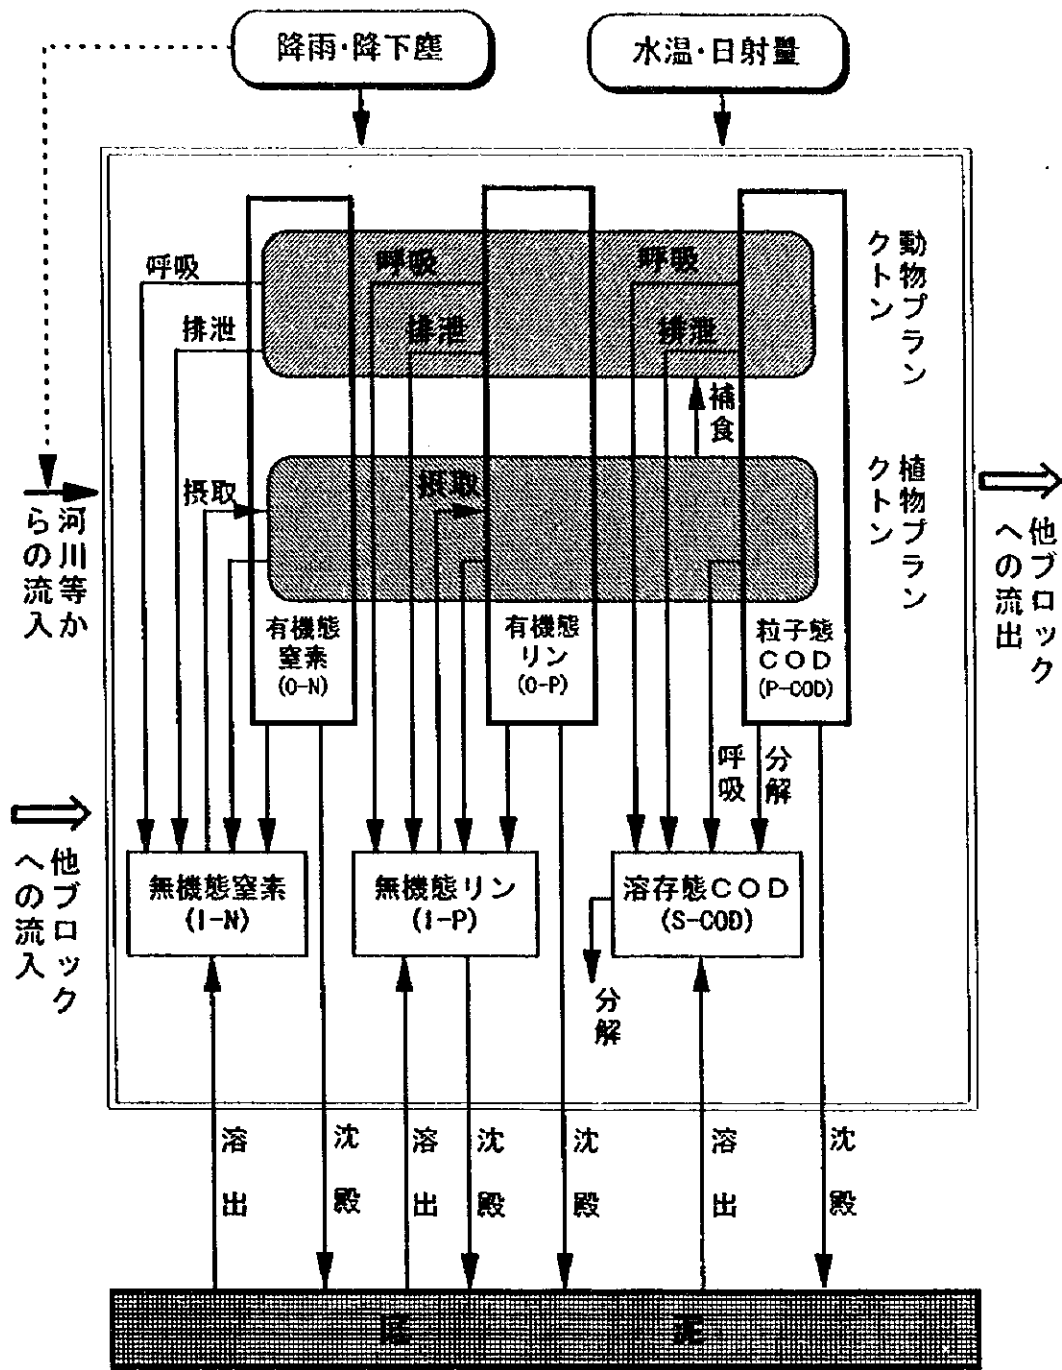 降雨・降下塵
水温・日射量
動物プラン
クトン
呼吸
呼吸
呼吸
排泄
排泄
排泄
補食
植物プラン
クトン
摂取
摂取
河川等か
らの流入
他ブロック
への流出
有機態
窒素
(O-N)
有機態
リン
(O-P)
粒子態
COD
(P-COD)
呼吸
分解
他ブロック
への流入
無機態窒素
(I-N)
無機態リン
(I-P)
溶存態COD
(S-COD)
分解
溶出
沈殿
溶出
沈殿
沈殿
溶出
沈殿
底泥